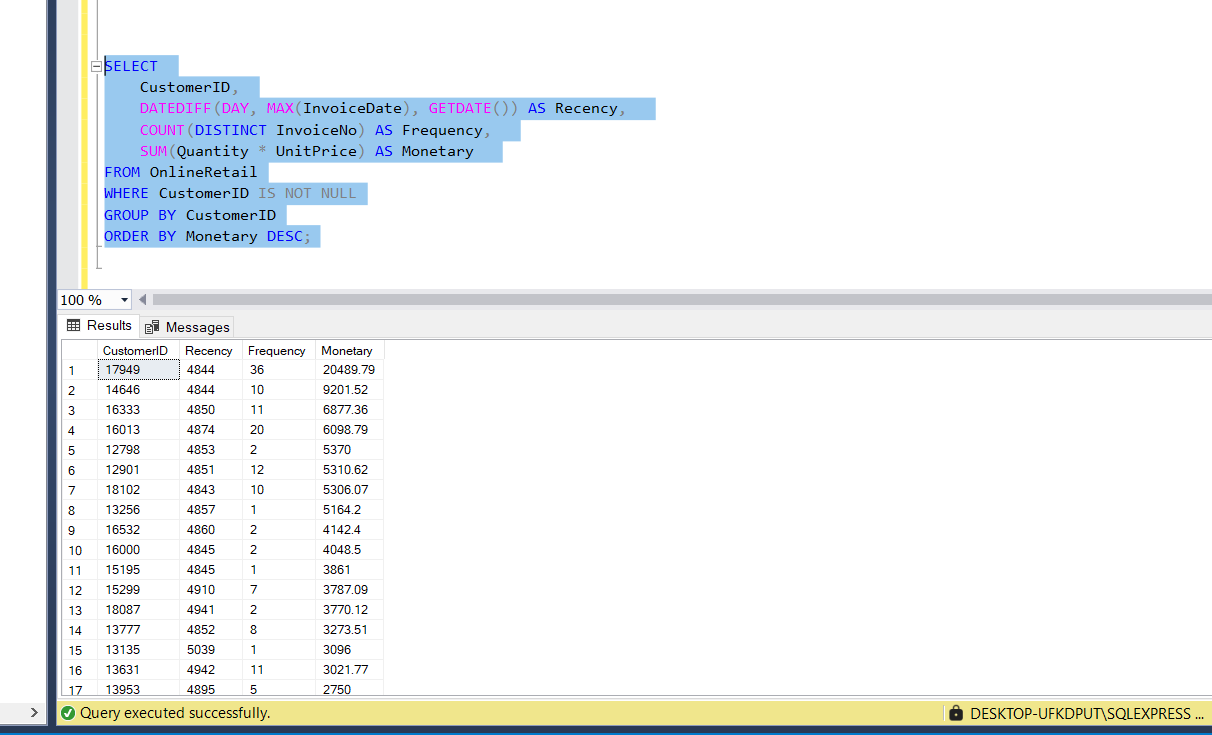 SELECT
CustomerID,
DATEDIFF(DAY, MAX(InvoiceDate), GETDATE()) AS Recency,
COUNT(DISTINCT InvoiceNo) AS Frequency,
SUM(Quantity * UnitPrice) AS Monetary
FROM OnlineRetail
WHERE CustomerID IS NOT NULL
GROUP BY CustomerID
ORDER BY Monetary DESC;
100 %
Results Messages
CustomerID Recency Frequency Monetary
1 17949 4844 36 20489.79
2 14646 4844 10 9201.52
3 16333 4850 11 6877.36
4 16013 4874 20 6098.79
5 12798 4853 2 5370
6 12901 4851 12 5310.62
7 18102 4843 10 5306.07
8 13256 4857 1 5164.2
9 16532 4860 2 4142.4
10 16000 4845 2 4048.5
11 15195 4845 1 3861
12 15299 4910 7 3787.09
13 18087 4941 2 3770.12
14 13777 4852 8 3273.51
15 13135 5039 1 3096
16 13631 4942 11 3021.77
17 13953 4895 5 2750
Query executed successfully. DESKTOP-UFKDPUT\SQLEXPRESS ...